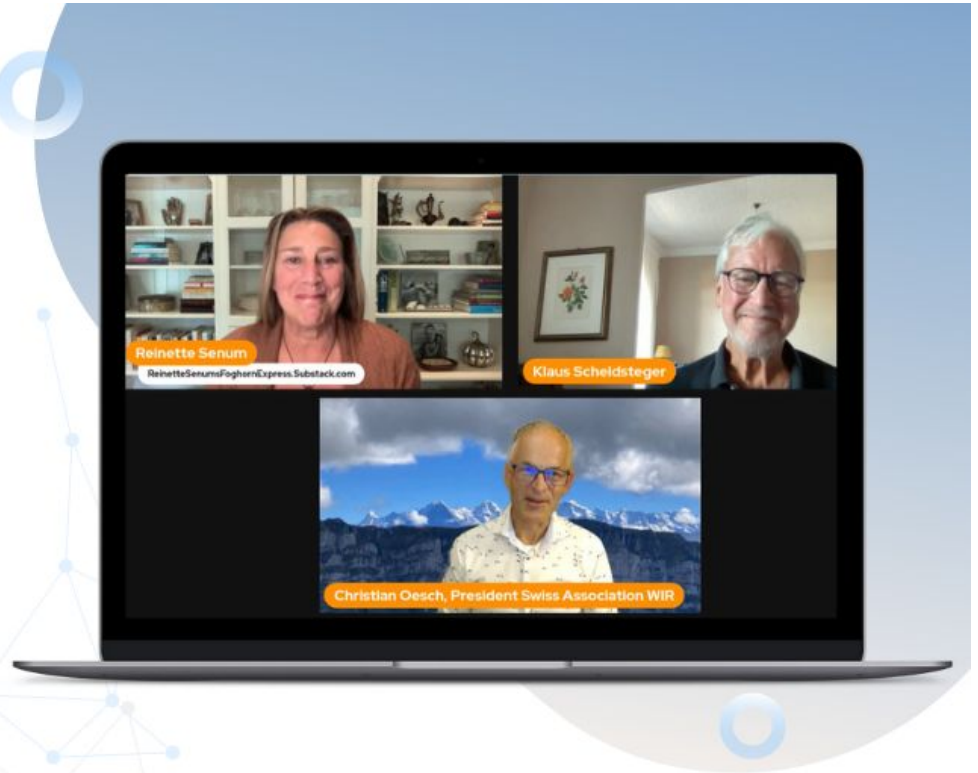 Reinette Senum
ReinetteSenumsFoghornExpress.Substack.com
Klaus Scheidsteger
Christian Oesch, President Swiss Association WIR